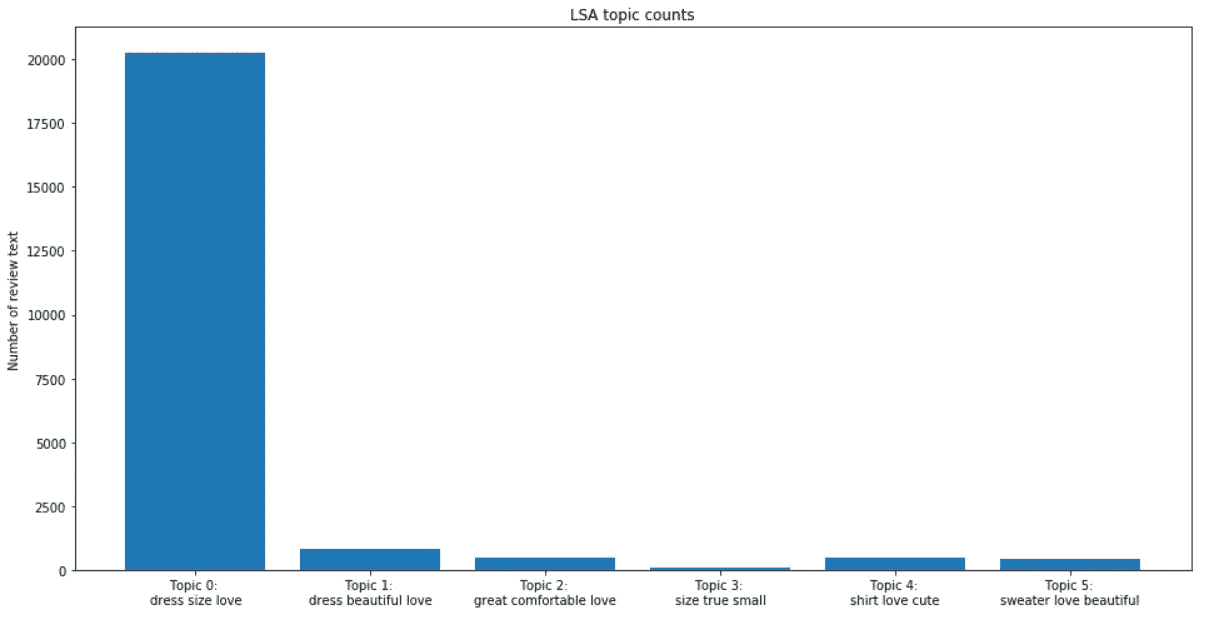 LSA topic counts
Number of review text
20000
17500
15000
12500
10000
7500
5000
2500
0
Topic 0:
dress size love
Topic 1:
dress beautiful love
Topic 2:
great comfortable love
Topic 3:
size true small
Topic 4:
shirt love cute
Topic 5:
sweater love beautiful